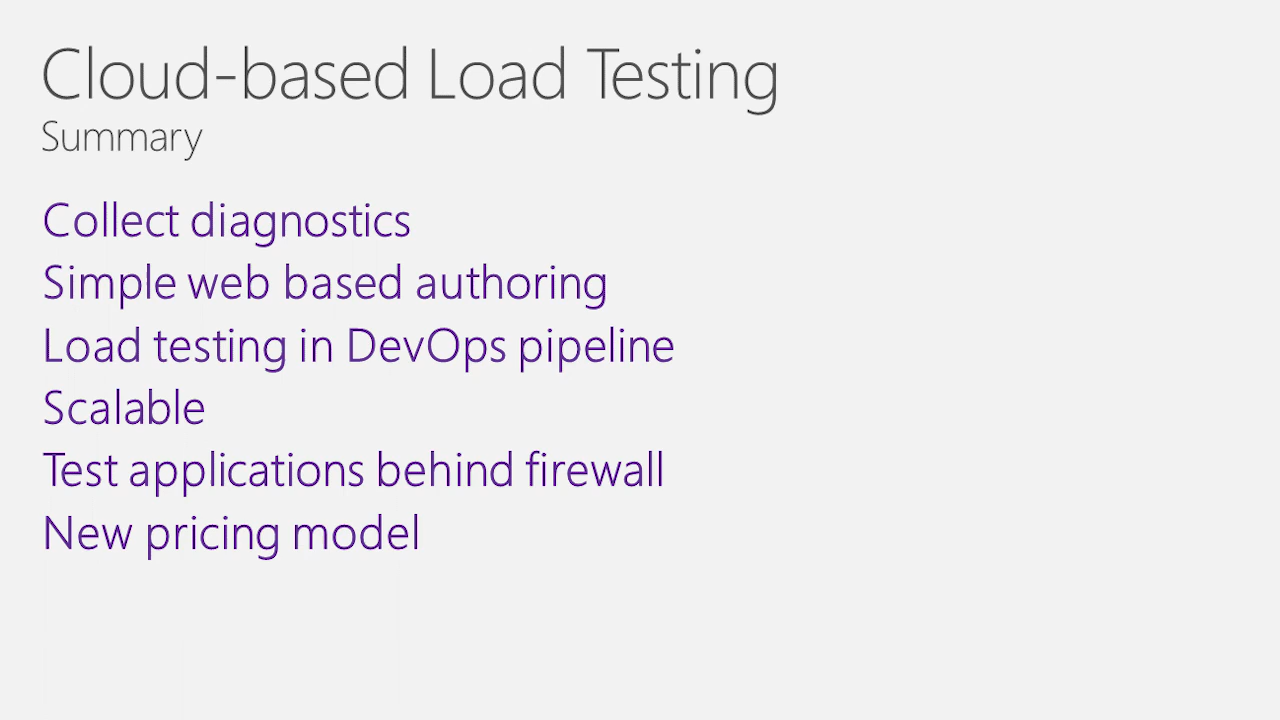 Cloud-based Load Testing
Summary
Collect diagnostics
Simple web based authoring
Load testing in DevOps pipeline
Scalable
Test applications behind firewall
New pricing model